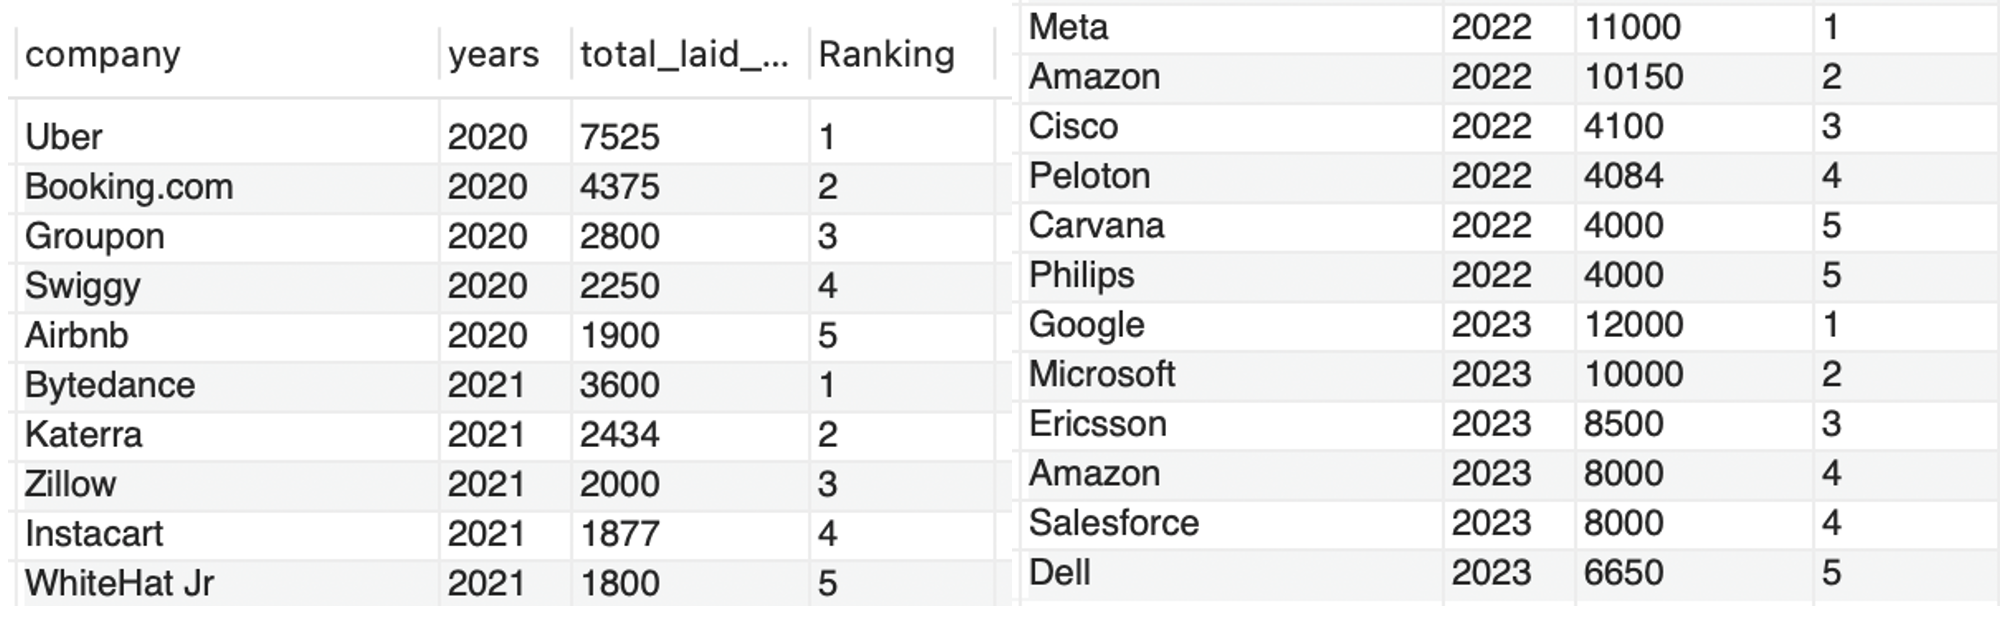 company years total_laid_... Ranking
Uber 2020 7525 1
Booking.com 2020 4375 2
Groupon 2020 2800 3
Swiggy 2020 2250 4
Airbnb 2020 1900 5
Bytedance 2021 3600 1
Katerra 2021 2434 2
Zillow 2021 2000 3
Instacart 2021 1877 4
WhiteHat Jr 2021 1800 5
Meta 2022 11000 1
Amazon 2022 10150 2
Cisco 2022 4100 3
Peloton 2022 4084 4
Carvana 2022 4000 5
Philips 2022 4000 5
Google 2023 12000 1
Microsoft 2023 10000 2
Ericsson 2023 8500 3
Amazon 2023 8000 4
Salesforce 2023 8000 4
Dell 2023 6650 5